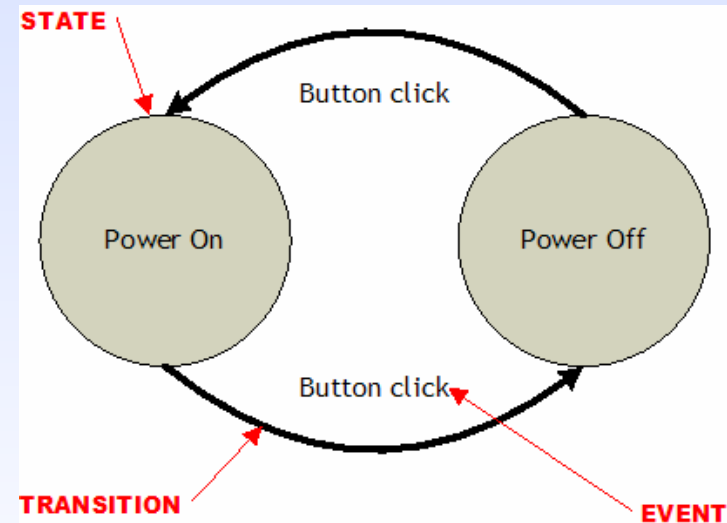 STATE
Button click
Power On
Power Off
Button click
TRANSITION
EVENT